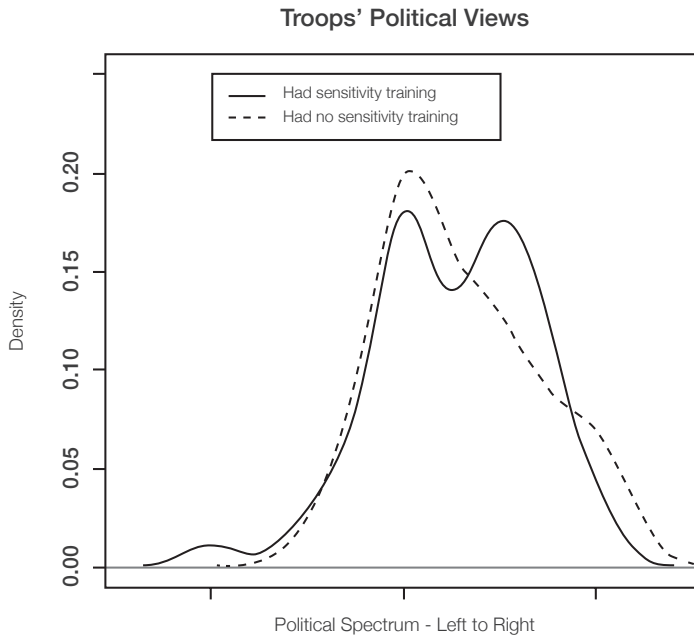 Troops’ Political Views
Had sensitivity training
Had no sensitivity training
0.20
0.15
0.10
0.05
0.00
Density
Political Spectrum - Left to Right